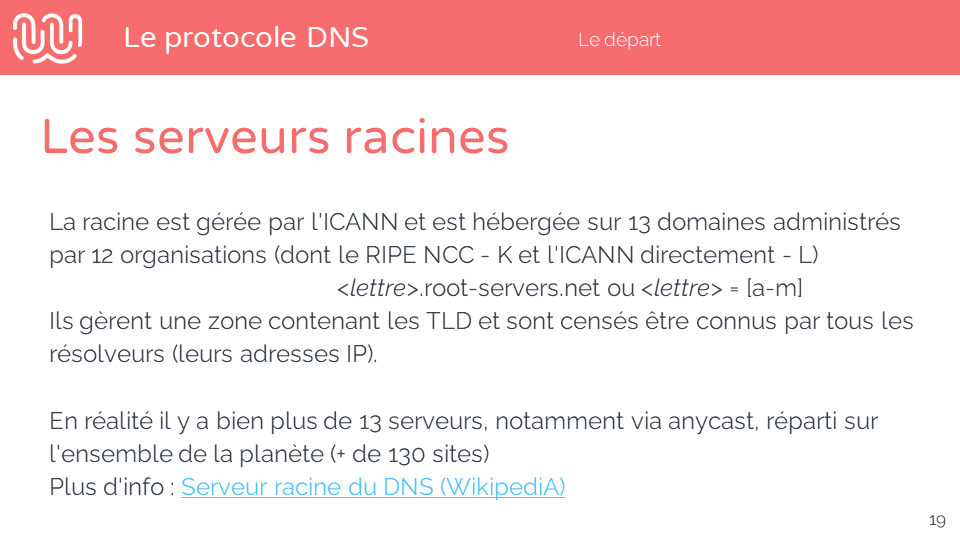 Le protocole DNS
Le départ
Les serveurs racines
La racine est gérée par l'ICANN et est hébergée sur 13 domaines administrés
par 12 organisations (dont le RIPE NCC - K et l'ICANN directement - L)
<lettre>.root-servers.net ou <lettre> = [a-m]
Ils gèrent une zone contenant les TLD et sont censés être connus par tous les
résolveurs (leurs adresses IP).
En réalité il y a bien plus de 13 serveurs, notamment via anycast, réparti sur
l'ensemble de la planète (+ de 130 sites)
Plus d'info : Serveur racine du DNS (WikipediA)
19